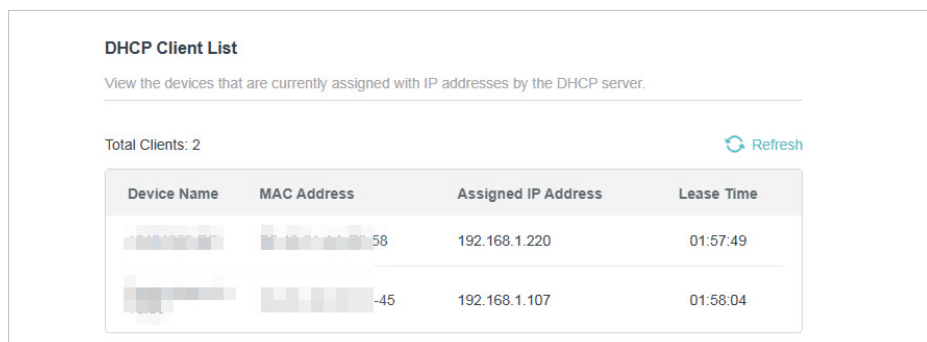 DHCP Client List
View the devices that are currently assigned with IP addresses by the DHCP server.
Total Clients: 2 Refresh
Device Name MAC Address Assigned IP Address Lease Time
58 192.168.1.220 01:57:49
-45 192.168.1.107 01:58:04